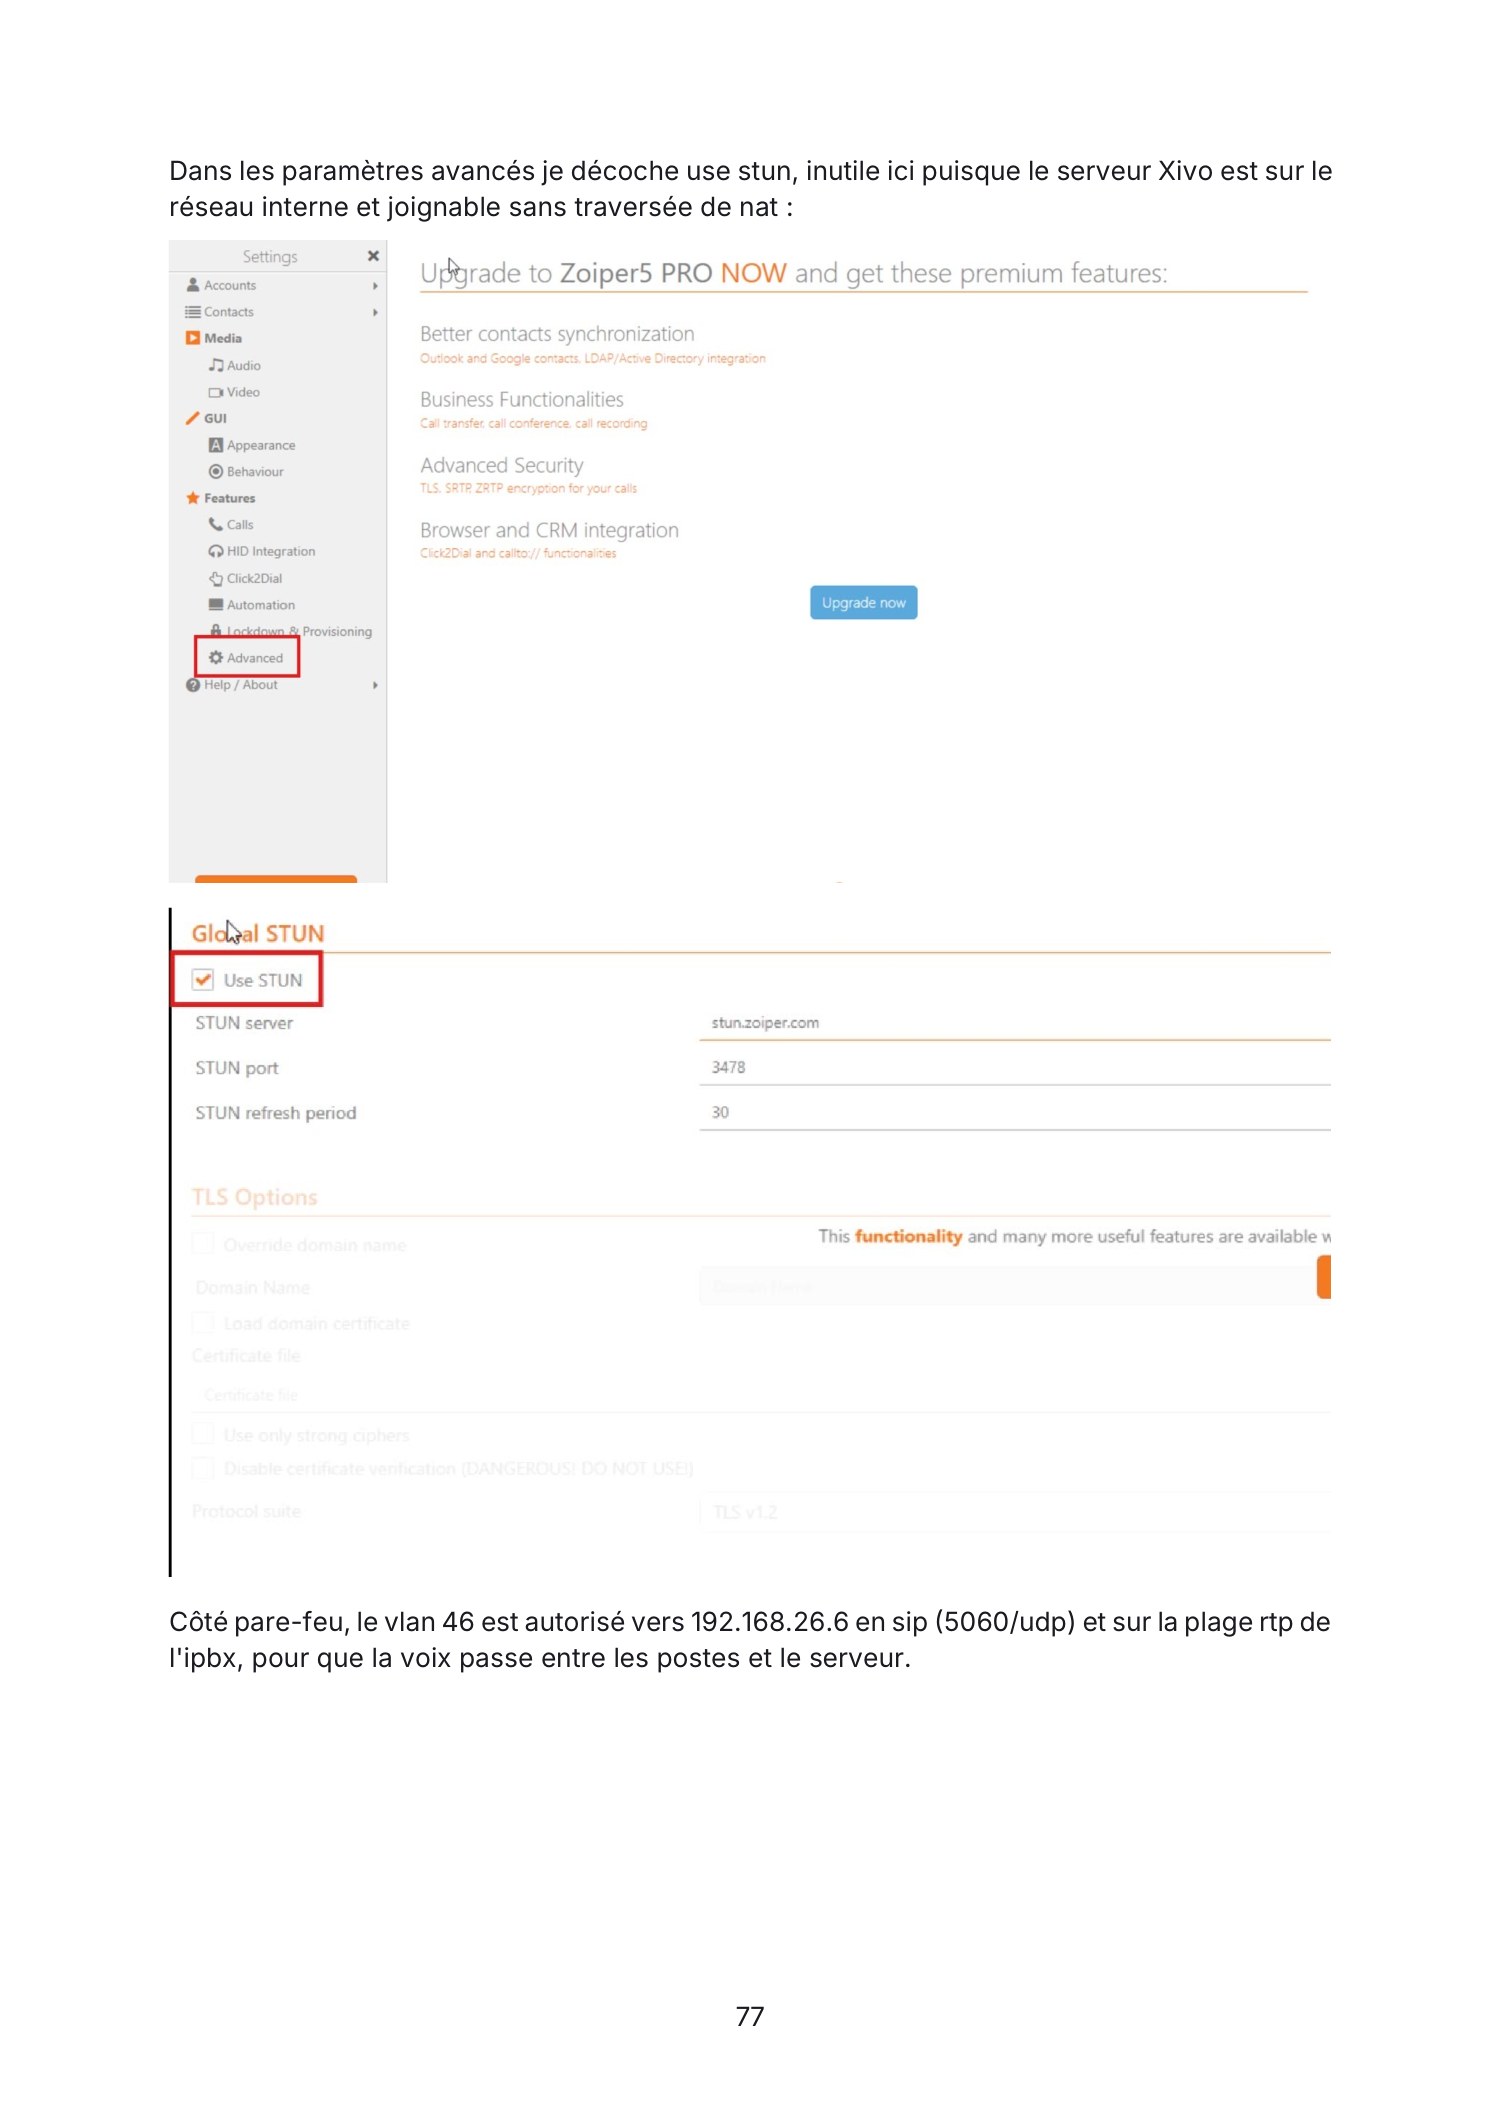 Dans les paramètres avancés je décoche use stun, inutile ici puisque le serveur Xivo est sur le
réseau interne et joignable sans traversée de nat :
Settings
Accounts
Contacts
Media
Audio
Video
GUI
Appearance
Behaviour
Features
Calls
HID Integration
Click2Dial
Automation
Lockdown & Provisioning
Advanced
Help / About
Upgrade to Zoiper5 PRO NOW and get these premium features:
Better contacts synchronization
Outlook and Google contacts, LDAP/Active Directory integration
Business Functionalities
Call transfer, call conference, call recording
Advanced Security
TLS, SRTP, ZRTP encryption for your calls
Browser and CRM integration
Click2Dial and callto:// functionalities
Upgrade now
Global STUN
Use STUN
STUN server
stun.zoiper.com
STUN port
3478
STUN refresh period
30
TLS Options
This functionality and many more useful features are available w
Override domain name
Domain Name
Domain Name
Load domain certificate
Certificate file
Certificate file
Use only strong ciphers
Disable certificate verification (DANGEROUS! DO NOT USE!)
Protocol suite
TLS v1.2
Côté pare-feu, le vlan 46 est autorisé vers 192.168.26.6 en sip (5060/udp) et sur la plage rtp de
l'ipbx, pour que la voix passe entre les postes et le serveur.
77